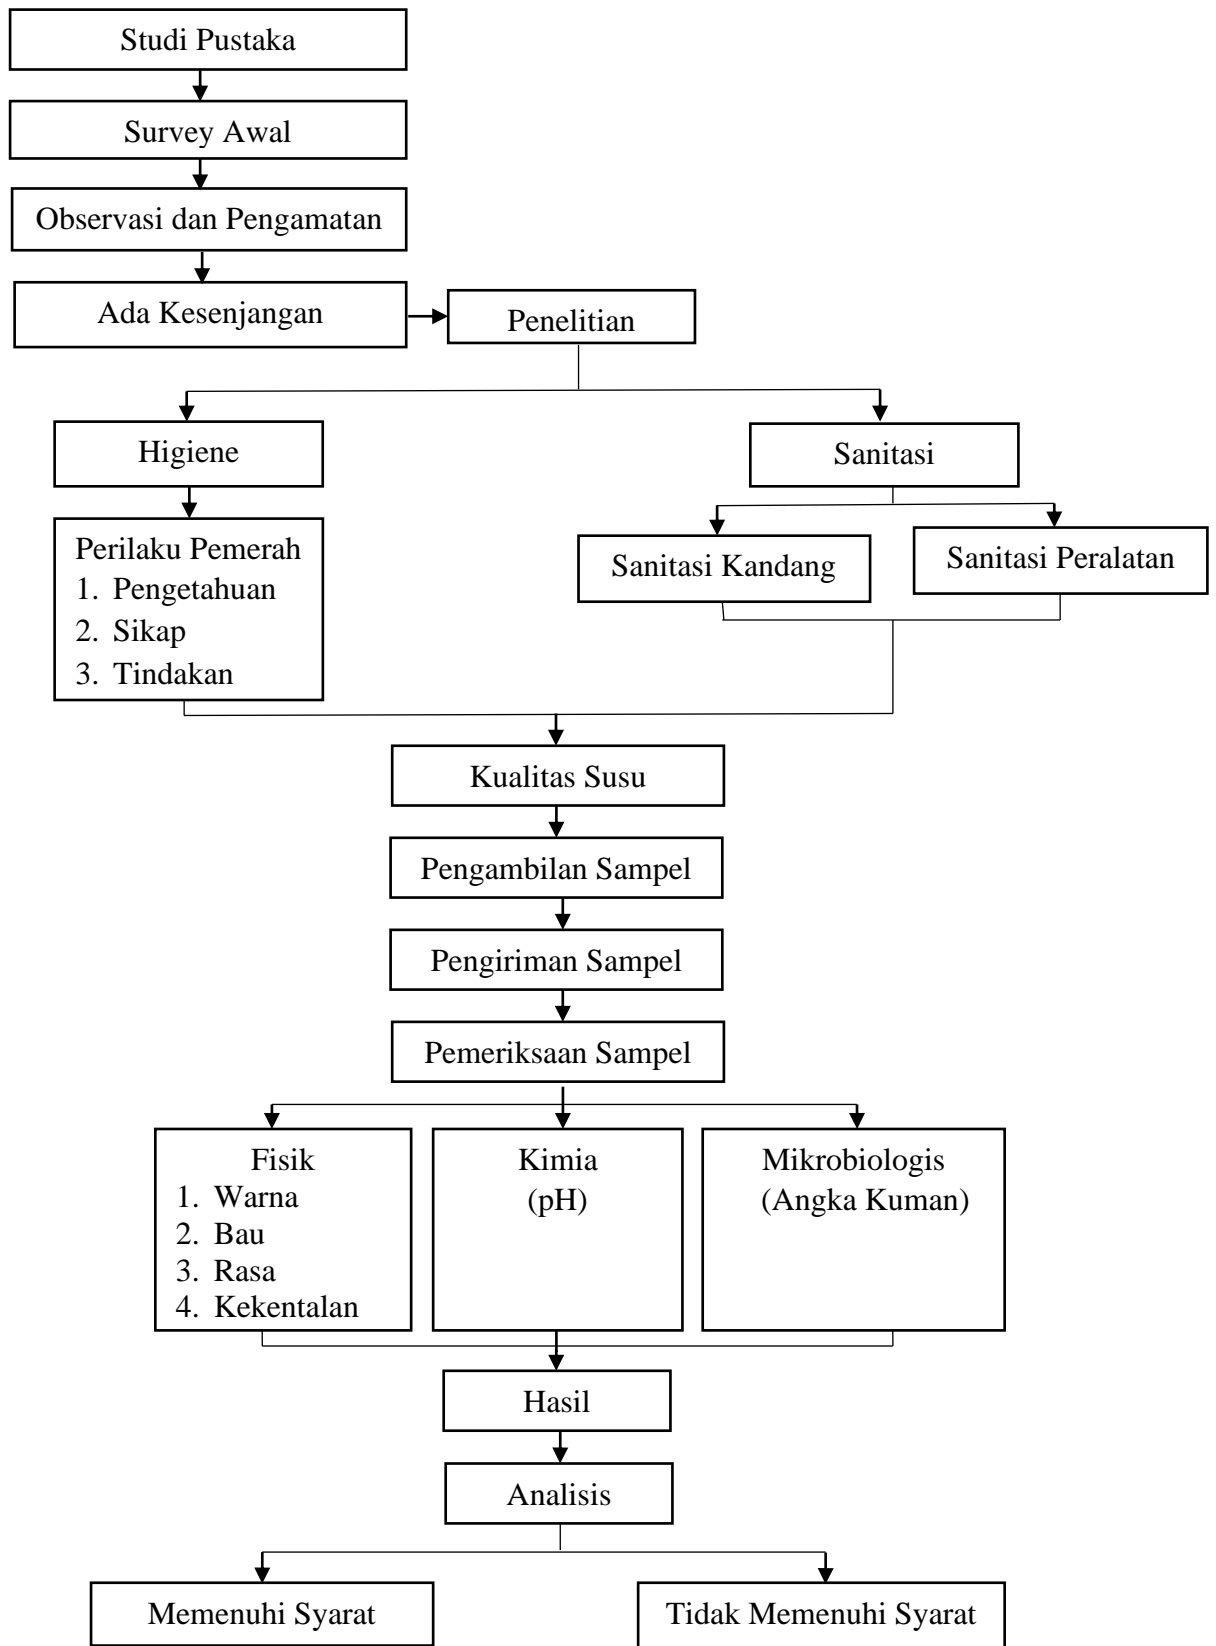 Studi Pustaka
Survey Awal
Observasi dan Pengamatan
Ada Kesenjangan
Penelitian
Higiene
Sanitasi
Perilaku Pemerah
1. Pengetahuan
2. Sikap
3. Tindakan
Sanitasi Kandang
Sanitasi Peralatan
Kualitas Susu
Pengambilan Sampel
Pengiriman Sampel
Pemeriksaan Sampel
Fisik
1. Warna
2. Bau
3. Rasa
4. Kekentalan
Kimia
(pH)
Mikrobiologis
(Angka Kuman)
Hasil
Analisis
Memenuhi Syarat
Tidak Memenuhi Syarat